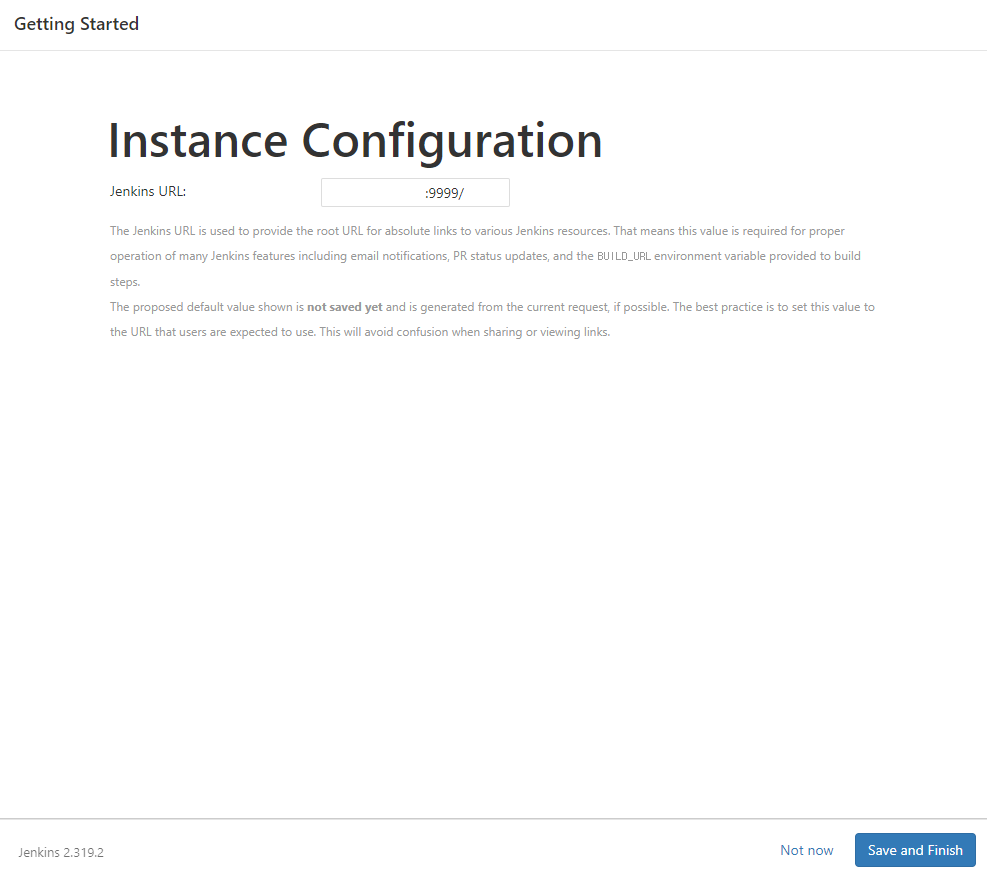 Getting Started
Instance Configuration
Jenkins URL: :9999/
The Jenkins URL is used to provide the root URL for absolute links to various Jenkins resources. That means this value is required for proper
operation of many Jenkins features including email notifications, PR status updates, and the BUILD_URL environment variable provided to build
steps.
The proposed default value shown is not saved yet and is generated from the current request, if possible. The best practice is to set this value to
the URL that users are expected to use. This will avoid confusion when sharing or viewing links.
Jenkins 2.319.2
Not now Save and Finish